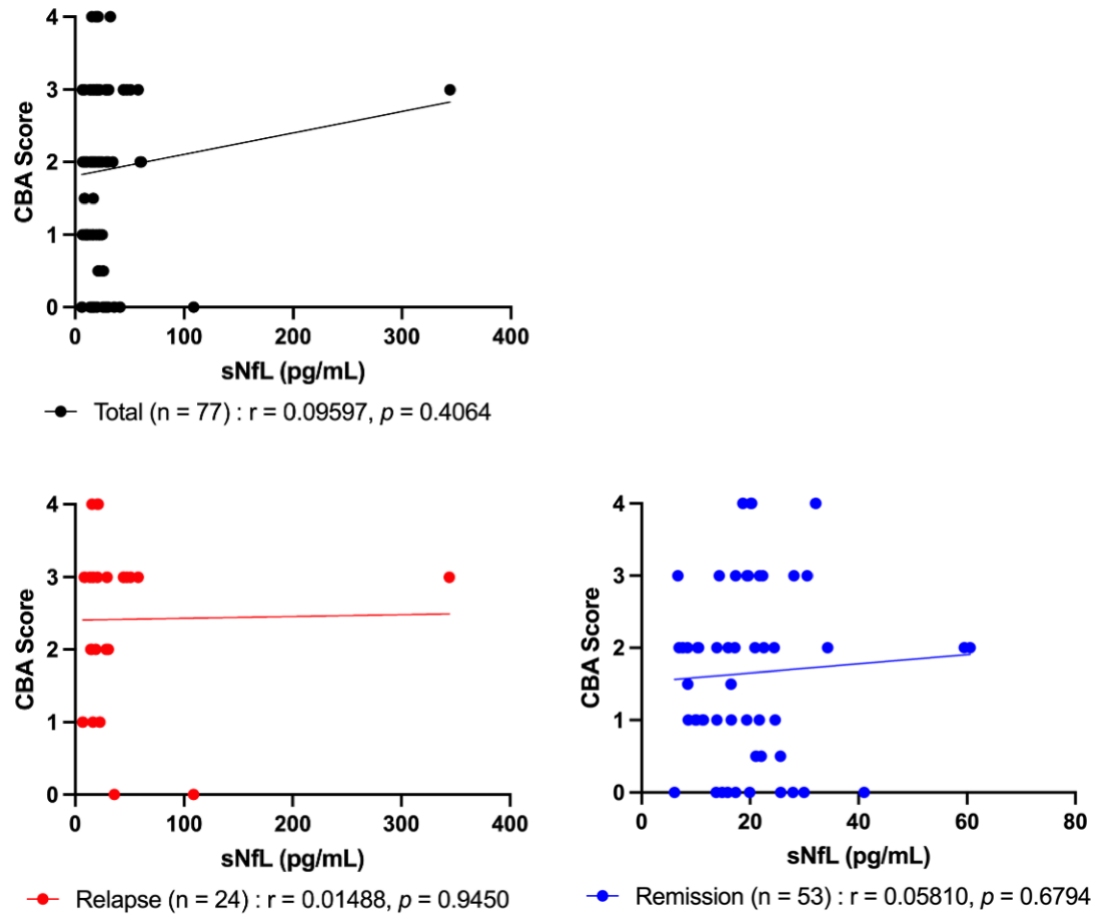 4
3
2
1
0
CBA Score
0 100 200 300 400
sNfL (pg/mL)
Total (n = 77) : r = 0.09597, p = 0.4064
4
3
2
1
0
CBA Score
0 100 200 300 400
sNfL (pg/mL)
Relapse (n = 24) : r = 0.01488, p = 0.9450
4
3
2
1
0
CBA Score
0 20 40 60 80
sNfL (pg/mL)
Remission (n = 53) : r = 0.05810, p = 0.6794